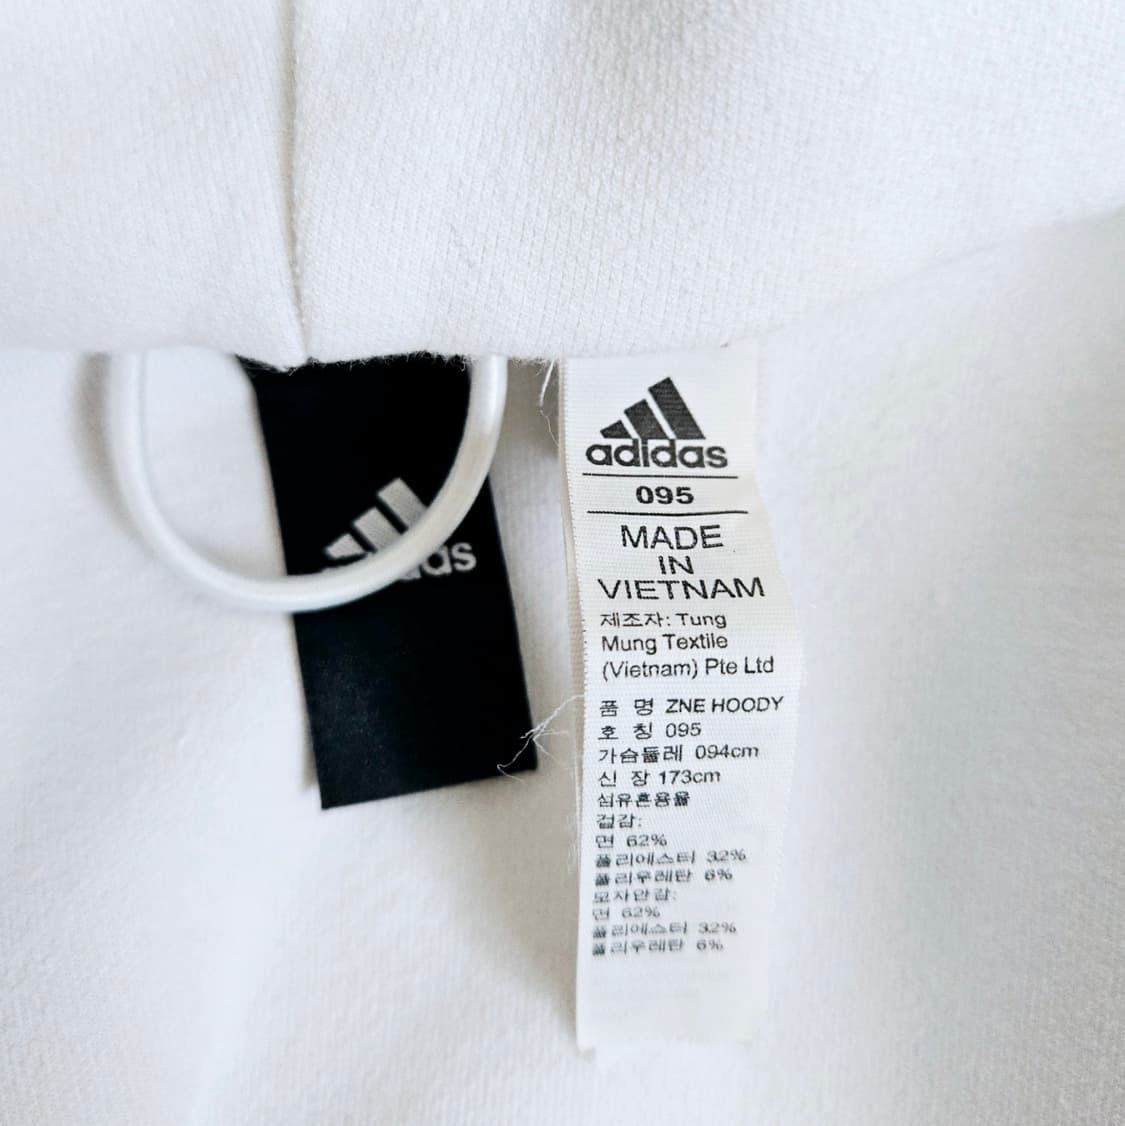 adidas
adidas
095
MADE
IN
VIETNAM
제조자: Tung
Mung Textile
(Vietnam) Pte Ltd
품 명 ZNE HOODY
호 칭 095
가슴둘레 094cm
신 장 173cm
섬유혼용율
겉감:
면 62%
폴리에스터 32%
폴리우레탄 6%
모자안감:
면 62%
폴리에스터 32%
폴리우레탄 6%